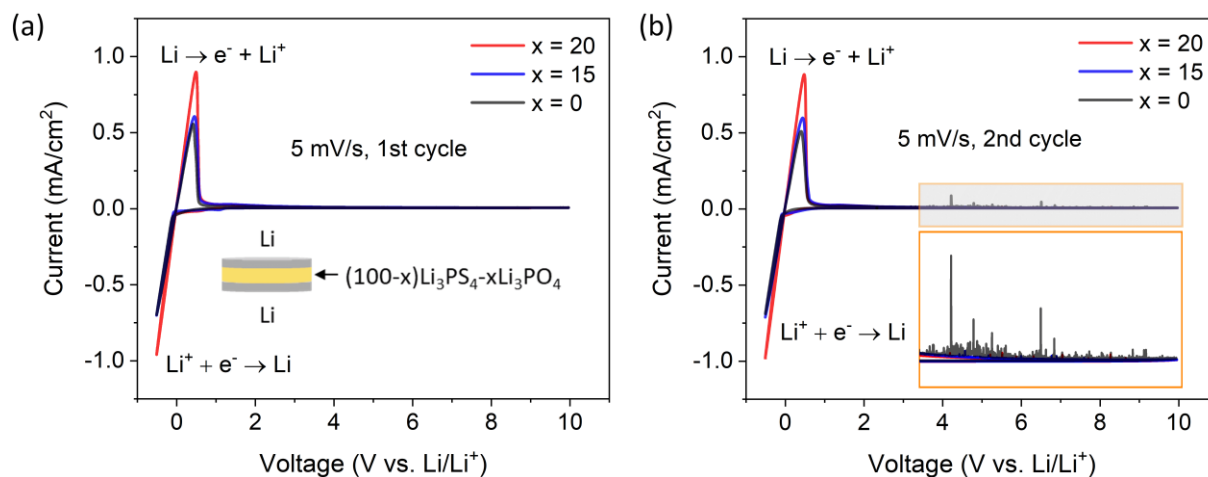 (a)
Li → e⁻ + Li⁺
x = 20
x = 15
x = 0
5 mV/s, 1st cycle
Li
(100-x)Li₃PS₄-xLi₃PO₄
Li
Li⁺ + e⁻ → Li
1.0
0.5
0.0
-0.5
-1.0
Current (mA/cm²)
0 2 4 6 8 10
Voltage (V vs. Li/Li⁺)
(b)
Li → e⁻ + Li⁺
x = 20
x = 15
x = 0
5 mV/s, 2nd cycle
Li⁺ + e⁻ → Li
1.0
0.5
0.0
-0.5
-1.0
Current (mA/cm²)
0 2 4 6 8 10
Voltage (V vs. Li/Li⁺)